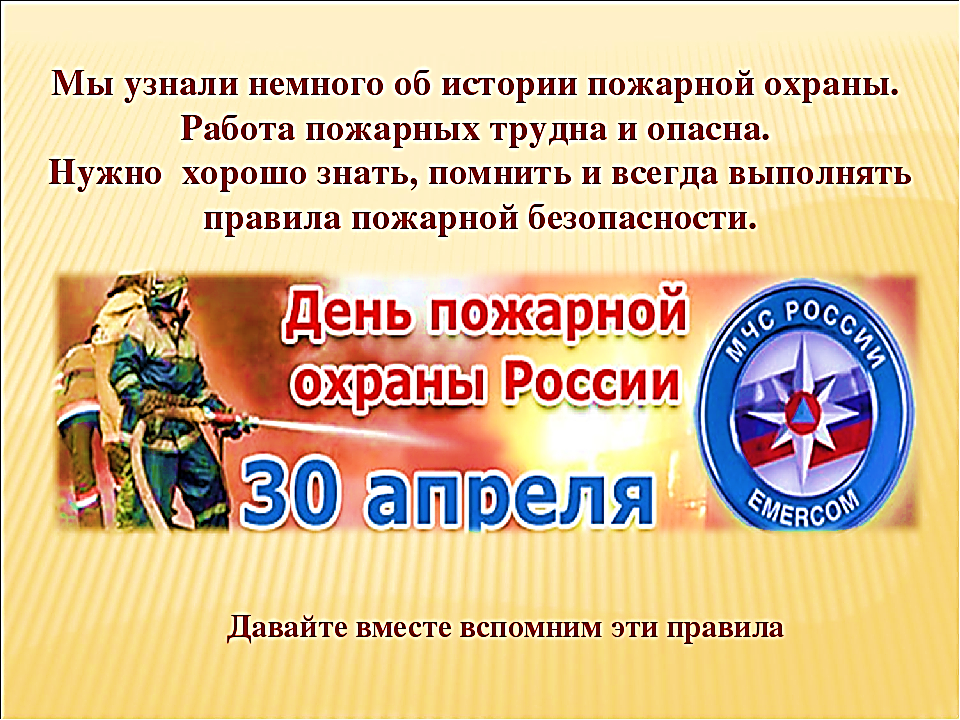 Мы узнали немного об истории пожарной охраны.
Работа пожарных трудна и опасна.
Нужно хорошо знать, помнить и всегда выполнять
правила пожарной безопасности.
День пожарной
охраны России
30 апреля
МЧС РОССИИ
EMERCOM
Давайте вместе вспомним эти правила